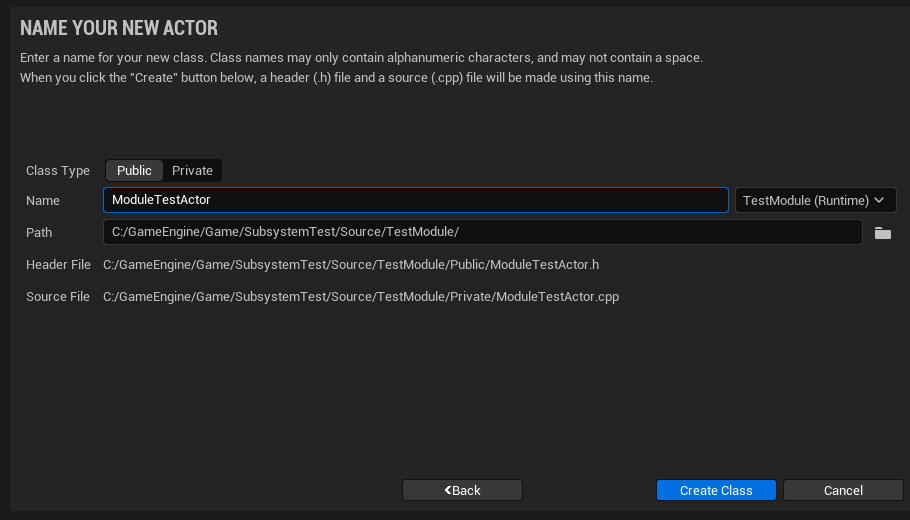 NAME YOUR NEW ACTOR
Enter a name for your new class. Class names may only contain alphanumeric characters, and may not contain a space.
When you click the "Create" button below, a header (.h) file and a source (.cpp) file will be made using this name.
Class Type Public Private
Name ModuleTestActor TestModule (Runtime)
Path C:/GameEngine/Game/SubsystemTest/Source/TestModule/
Header File C:/GameEngine/Game/SubsystemTest/Source/TestModule/Public/ModuleTestActor.h
Source File C:/GameEngine/Game/SubsystemTest/Source/TestModule/Private/ModuleTestActor.cpp
Back Create Class Cancel